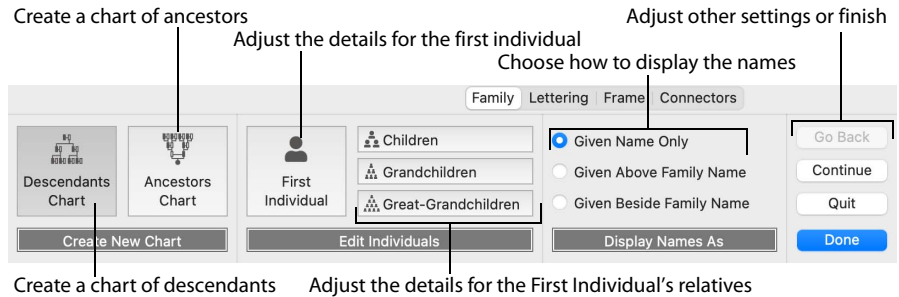 Create a chart of ancestors
Adjust other settings or finish
Adjust the details for the first individual
Choose how to display the names
Family Lettering Frame Connectors
Descendants Chart
Ancestors Chart
First Individual
Children
Grandchildren
Great-Grandchildren
Given Name Only
Given Above Family Name
Given Beside Family Name
Go Back
Continue
Quit
Done
Create New Chart
Edit Individuals
Display Names As
Create a chart of descendants
Adjust the details for the First Individual's relatives